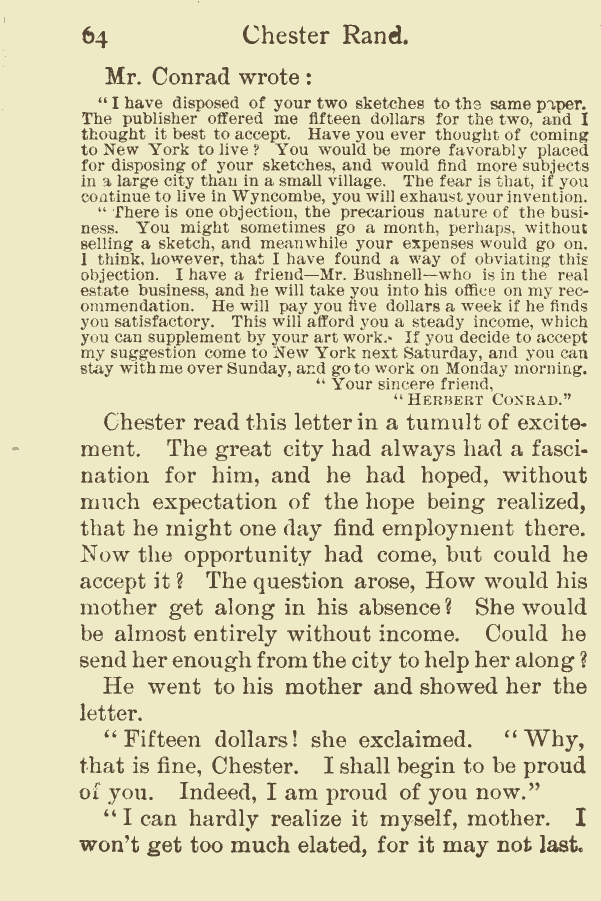 64 Chester Rand.
Mr. Conrad wrote :
“ I have disposed of your two sketches to the same paper.
The publisher offered me fifteen dollars for the two, and I
thought it best to accept. Have you ever thought of coming
to New York to live ? You would be more favorably placed
for disposing of your sketches, and would find more subjects
in a large city than in a small village. The fear is that, if you
continue to live in Wyncombe, you will exhaust your invention.
“ There is one objection, the precarious nature of the busi-
ness. You might sometimes go a month, perhaps, without
selling a sketch, and meanwhile your expenses would go on.
I think, however, that I have found a way of obviating this
objection. I have a friend—Mr. Bushnell—who is in the real
estate business, and he will take you into his office on my rec-
ommendation. He will pay you five dollars a week if he finds
you satisfactory. This will afford you a steady income, which
you can supplement by your art work. If you decide to accept
my suggestion come to New York next Saturday, and you can
stay with me over Sunday, and go to work on Monday morning.
“ Your sincere friend,
“ HERBERT CONRAD.”
Chester read this letter in a tumult of excite-
ment. The great city had always had a fasci-
nation for him, and he had hoped, without
much expectation of the hope being realized,
that he might one day find employment there.
Now the opportunity had come, but could he
accept it ? The question arose, How would his
mother get along in his absence ? She would
be almost entirely without income. Could he
send her enough from the city to help her along ?
He went to his mother and showed her the
letter.
“ Fifteen dollars ! she exclaimed. “ Why,
that is fine, Chester. I shall begin to be proud
of you. Indeed, I am proud of you now.”
“ I can hardly realize it myself, mother. I
won’t get too much elated, for it may not last.